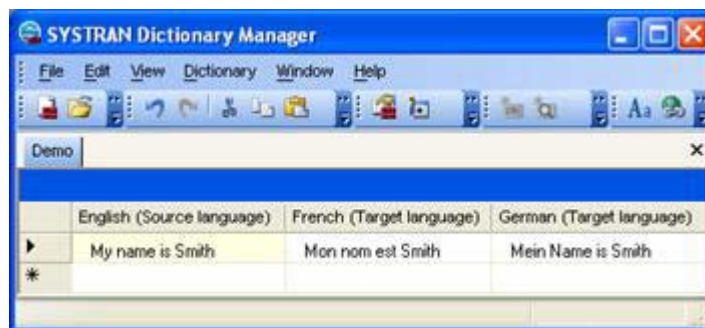 SYSTRAN Dictionary Manager
File Edit View Dictionary Window Help
Aa
Demo
English (Source language) French (Target language) German (Target language)
My name is Smith Mon nom est Smith Mein Name is Smith